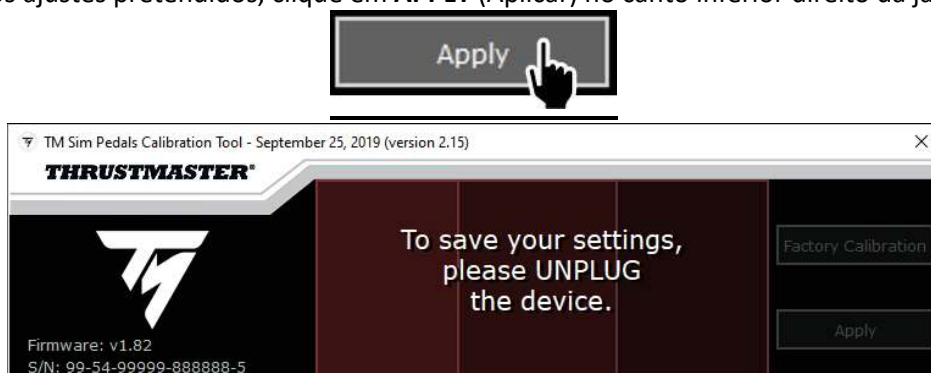 os ajustes pretendidos, clique em APPLY (Aplicar) no canto inferior direito da
Apply
TM Sim Pedals Calibration Tool - September 25, 2019 (version 2.15)
THRUSTMASTER®
To save your settings,
please UNPLUG
the device.
Factory Calibration
Apply
Firmware: v1.82
S/N: 99-54-99999-888888-5